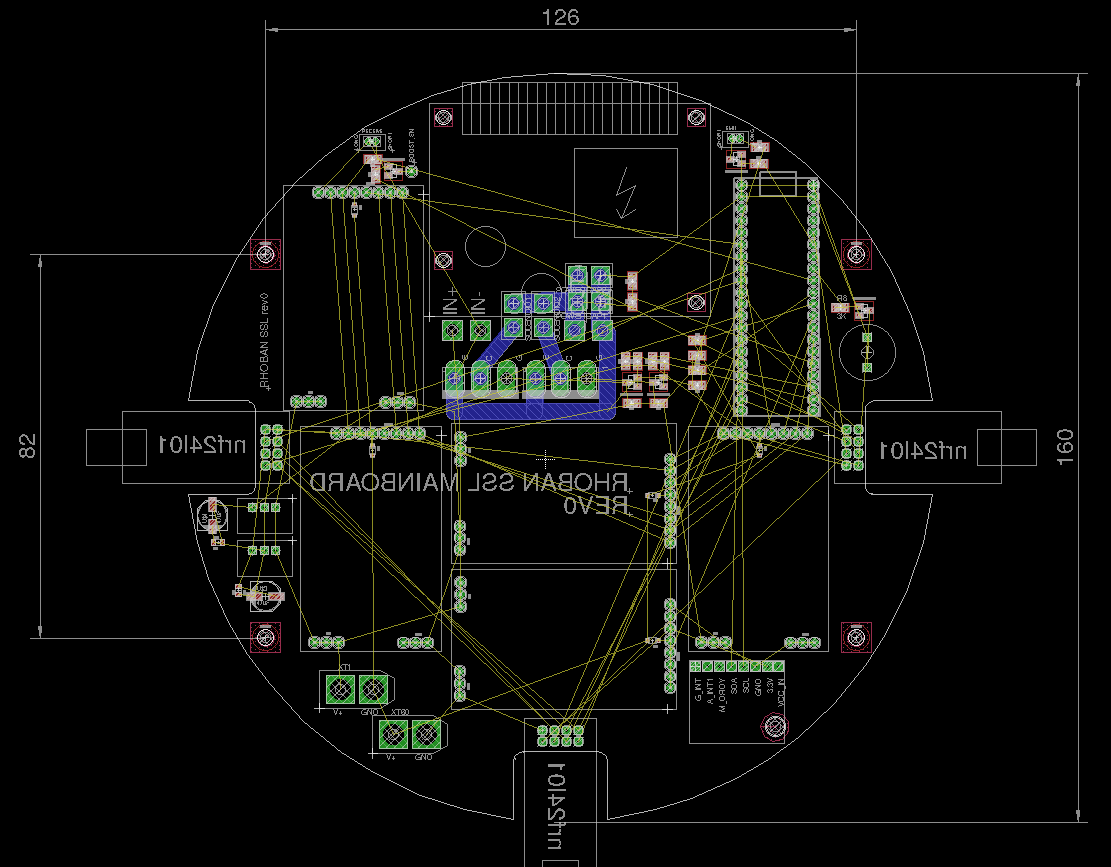 126
BOOST_EN
IN+
IN-
RHOBAN SSL rev0
82
nrf24l01
nrf24l01
160
RHOBAN SSL MAINBOARD
REV0
XT1
V+
GND
XT60
V+
GND
G_INT
A_INT1
M_DRDY
SDA
SCL
GND
3.3V
VCC_IN
nrf24l01